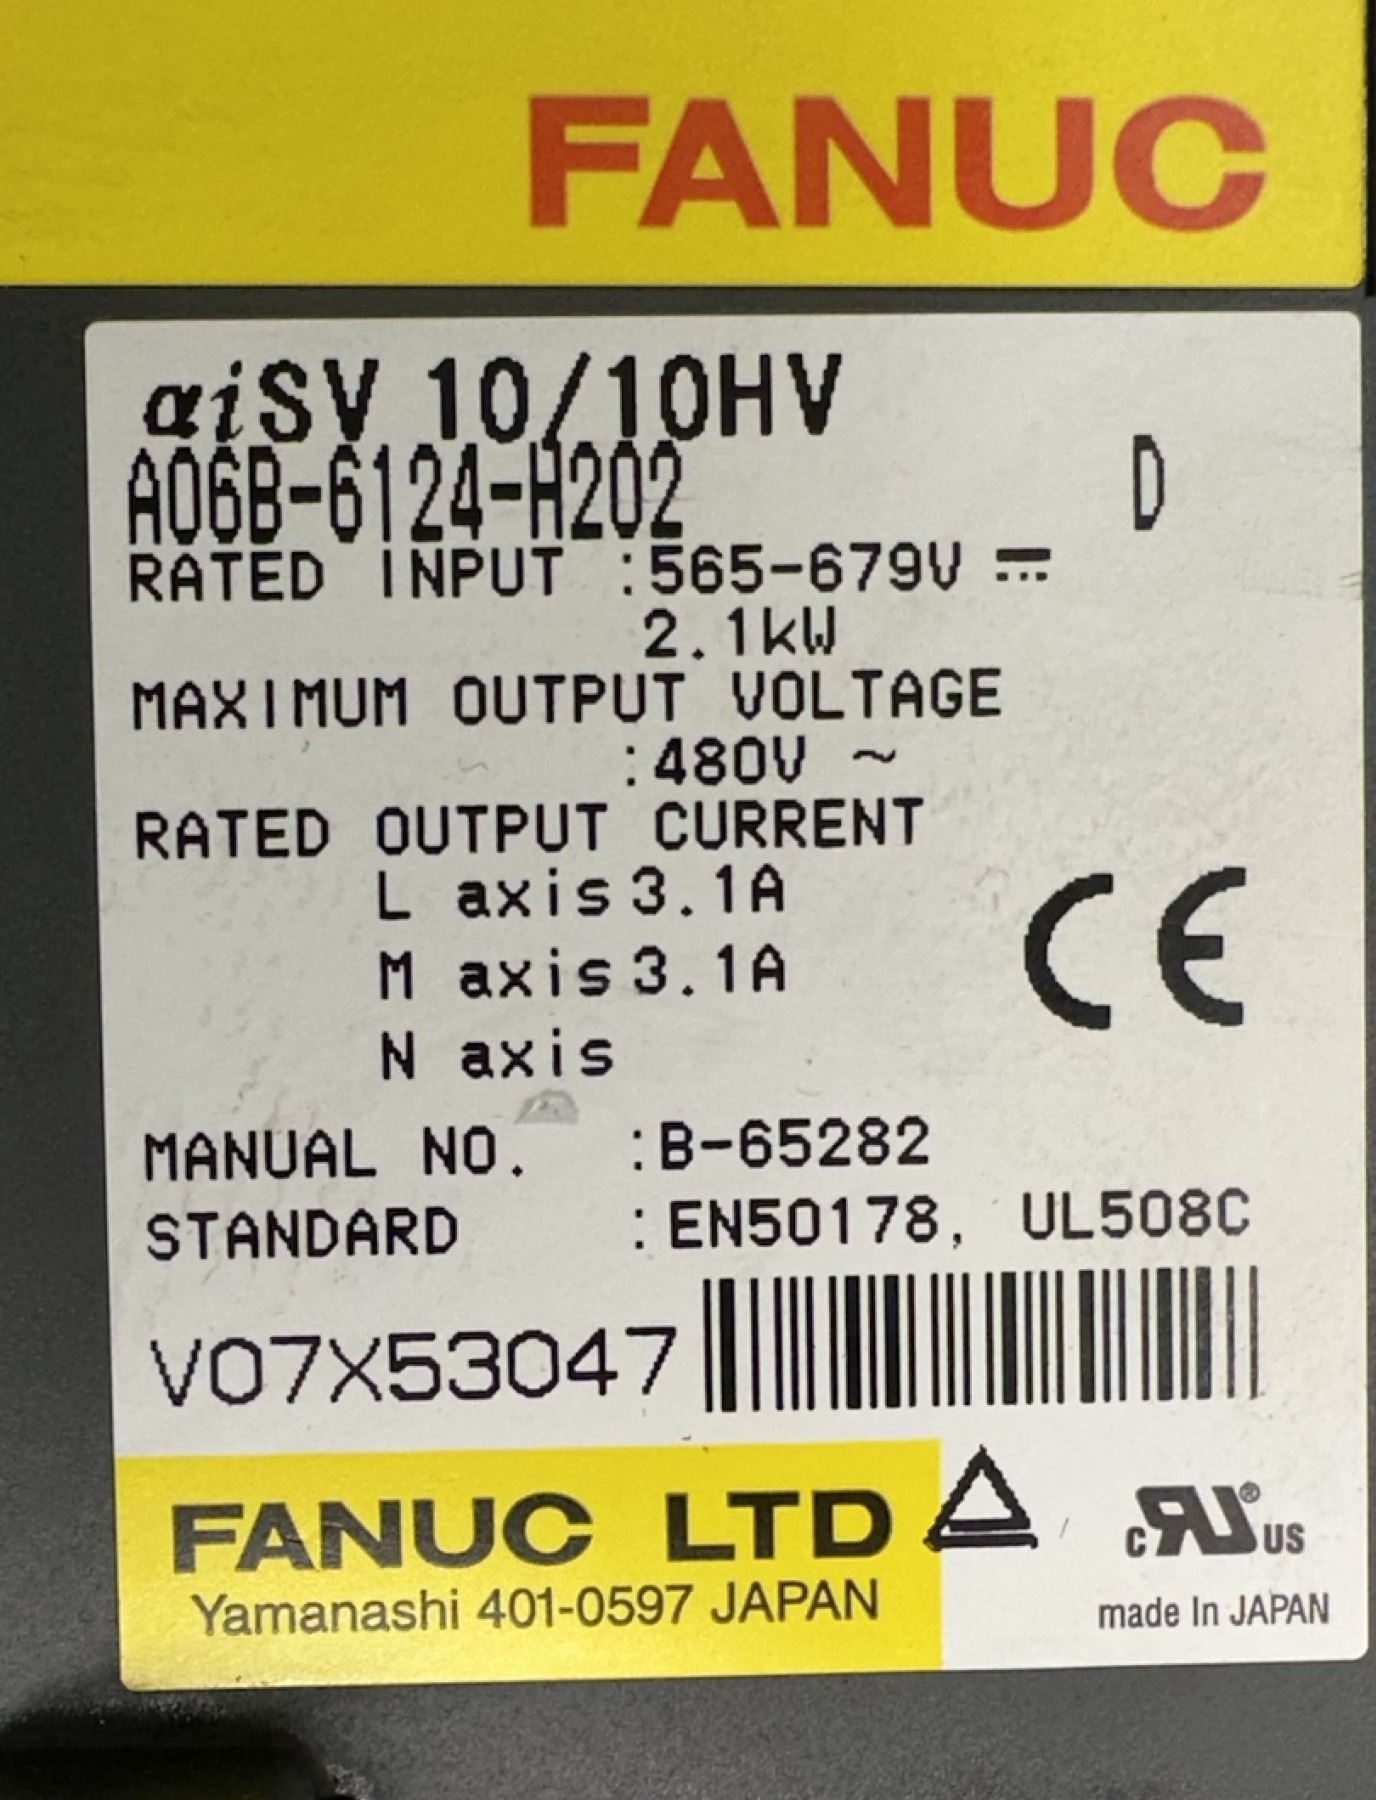 FANUC
αiSV 10/10HV
A06B-6124-H202 D
RATED INPUT :565-679V ⎓
2.1kW
MAXIMUM OUTPUT VOLTAGE
:480V ~
RATED OUTPUT CURRENT
L axis 3.1A
M axis 3.1A
N axis
CE
MANUAL NO. :B-65282
STANDARD :EN50178, UL508C
V07X53047
FANUC LTD
Yamanashi 401-0597 JAPAN
c RU ® US
made In JAPAN